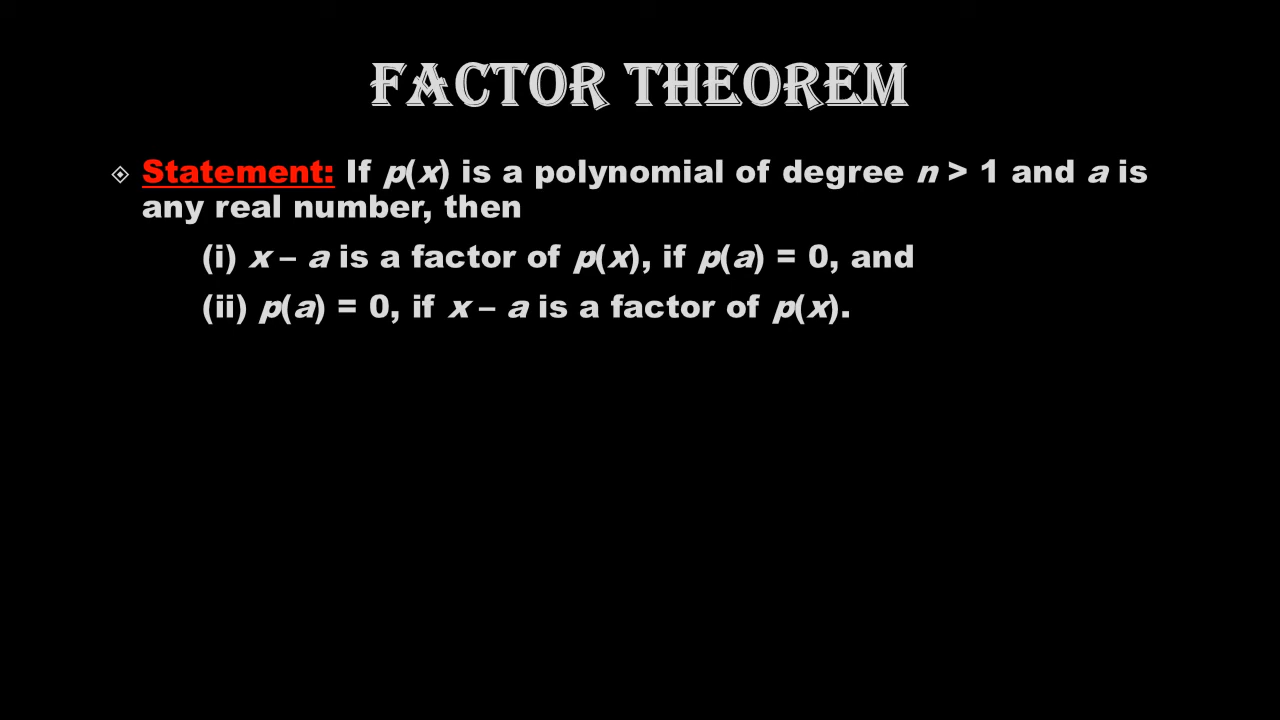 FACTOR THEOREM
Statement: If p(x) is a polynomial of degree n > 1 and a is
any real number, then
(i) x – a is a factor of p(x), if p(a) = 0, and
(ii) p(a) = 0, if x – a is a factor of p(x).